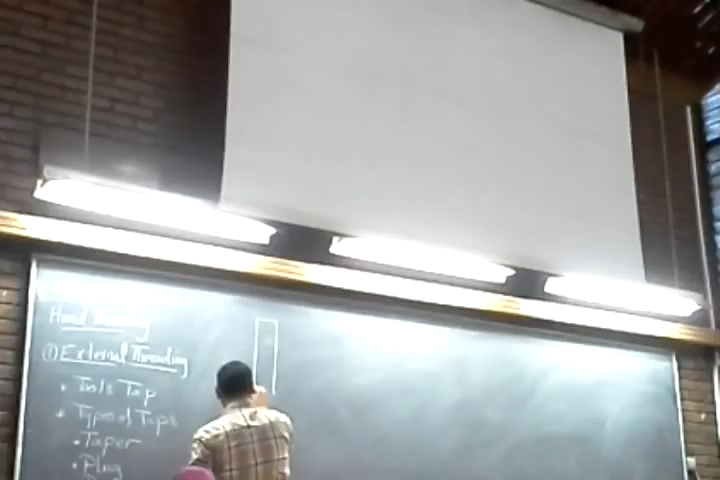 Hand Threading
① External Threading
• Tools Tap
• Types of Taps
• Taper
• Plug